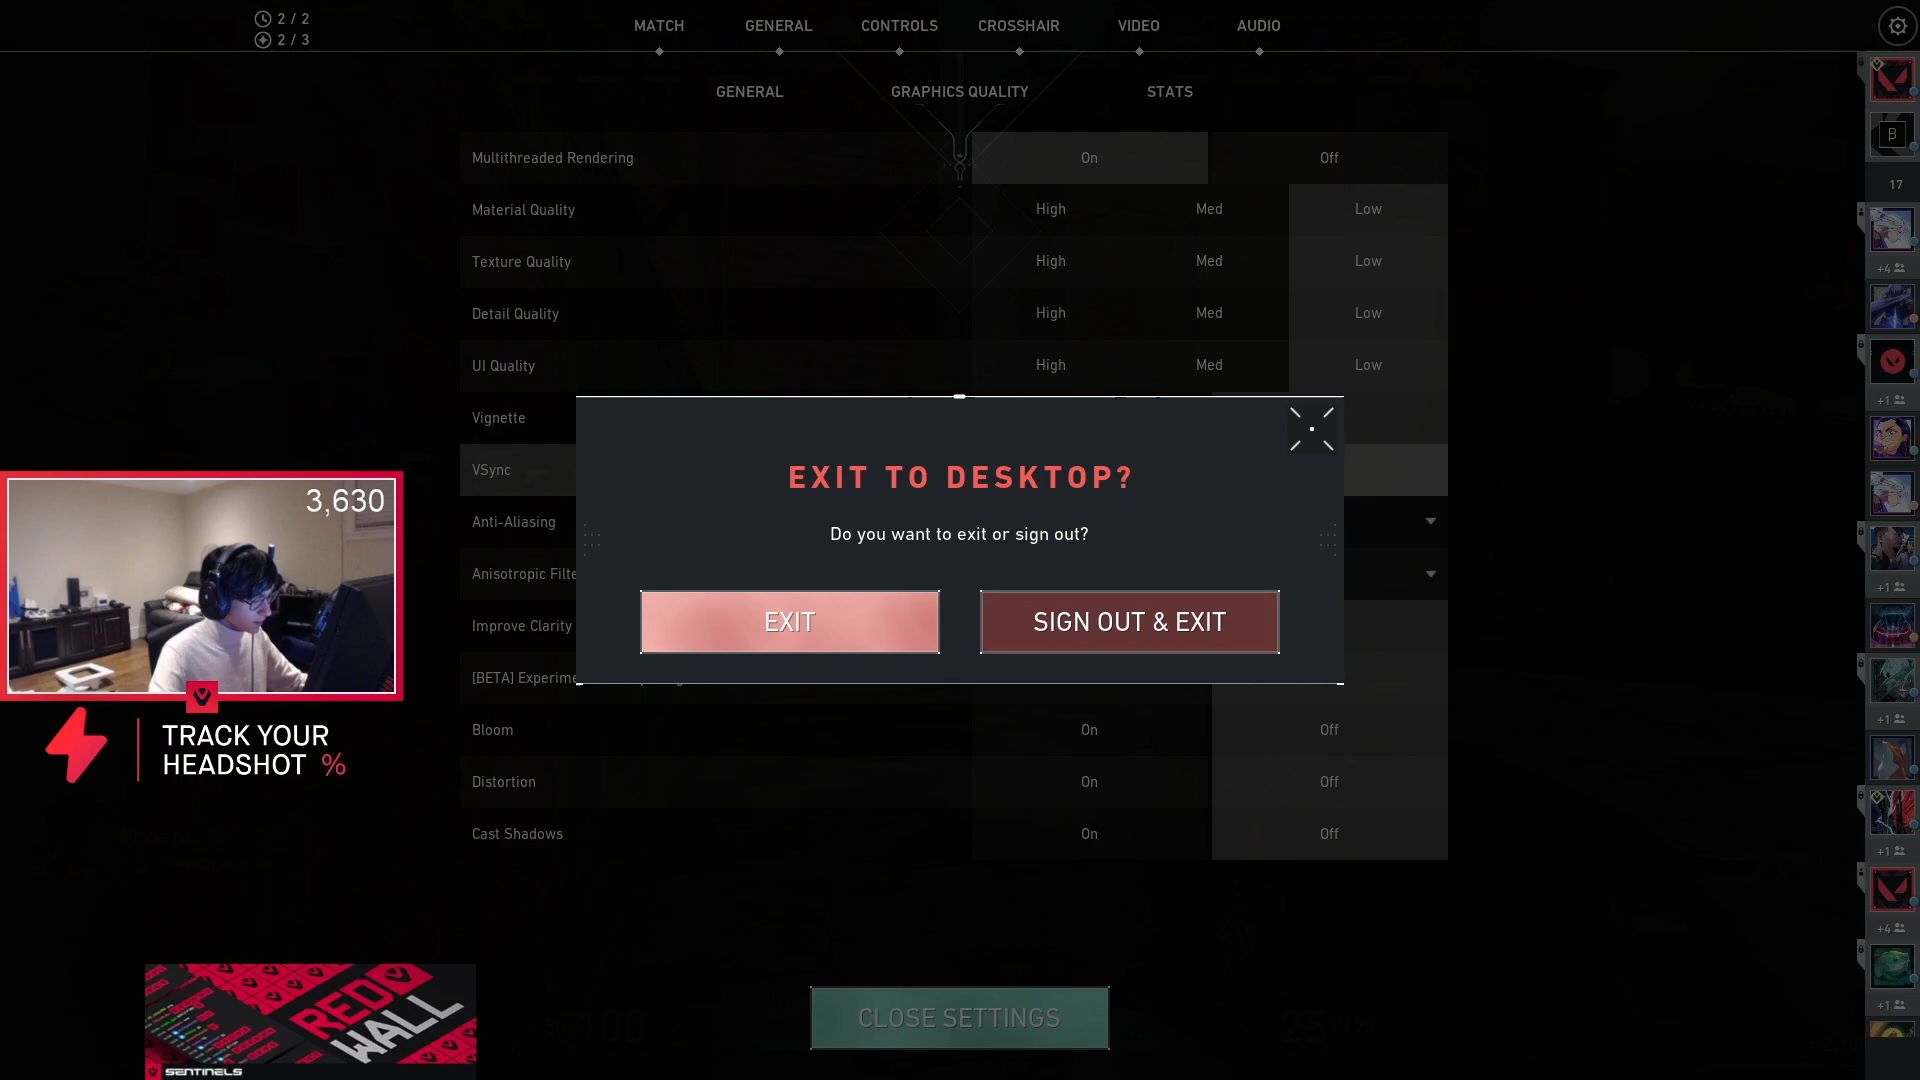 2 / 2
2 / 3
MATCH
GENERAL
CONTROLS
CROSSHAIR
VIDEO
AUDIO
GENERAL
GRAPHICS QUALITY
STATS
Multithreaded Rendering On Off
Material Quality High Med Low
Texture Quality High Med Low
Detail Quality High Med Low
UI Quality High Med Low
Vignette
VSync
Anti-Aliasing
Anisotropic Filte
Improve Clarity
[BETA] Experime
Bloom On Off
Distortion On Off
Cast Shadows On Off
EXIT TO DESKTOP?
Do you want to exit or sign out?
EXIT
SIGN OUT & EXIT
CLOSE SETTINGS
3,630
TRACK YOUR
HEADSHOT %
RED
WALL
SENTINELS
B
17
+4
+1
+1
+1
+1
+4
+1